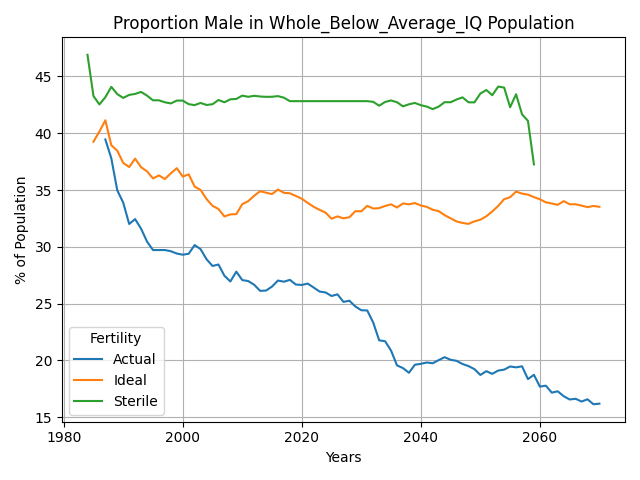 Proportion Male in Whole_Below_Average_IQ Population
% of Population
45
40
35
30
25
20
15
Fertility
Actual
Ideal
Sterile
1980
2000
2020
2040
2060
Years